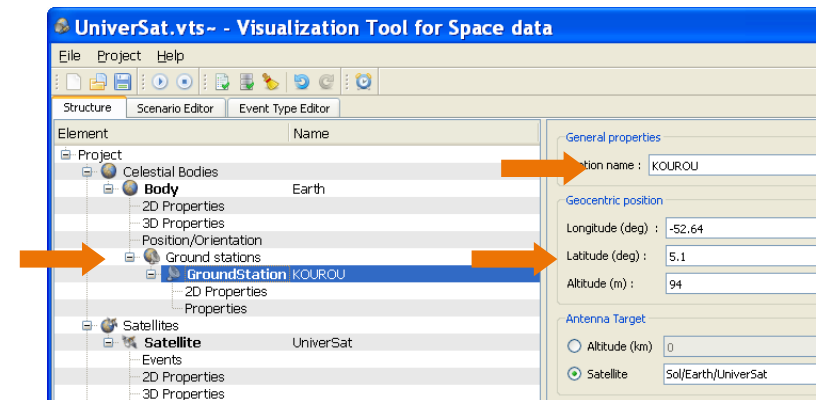 UniverSat.vts~ - Visualization Tool for Space data
File Project Help
Structure Scenario Editor Event Type Editor
Element Name
Project
Celestial Bodies
Body Earth
2D Properties
3D Properties
Position/Orientation
Ground stations
GroundStation KOUROU
2D Properties
Properties
Satellites
Satellite UniverSat
Events
2D Properties
3D Properties
General properties
name : KOUROU
Geocentric position
Longitude (deg) : -52.64
Latitude (deg) : 5.1
Altitude (m) : 94
Antenna Target
Altitude (km) 0
Satellite Sol/Earth/UniverSat